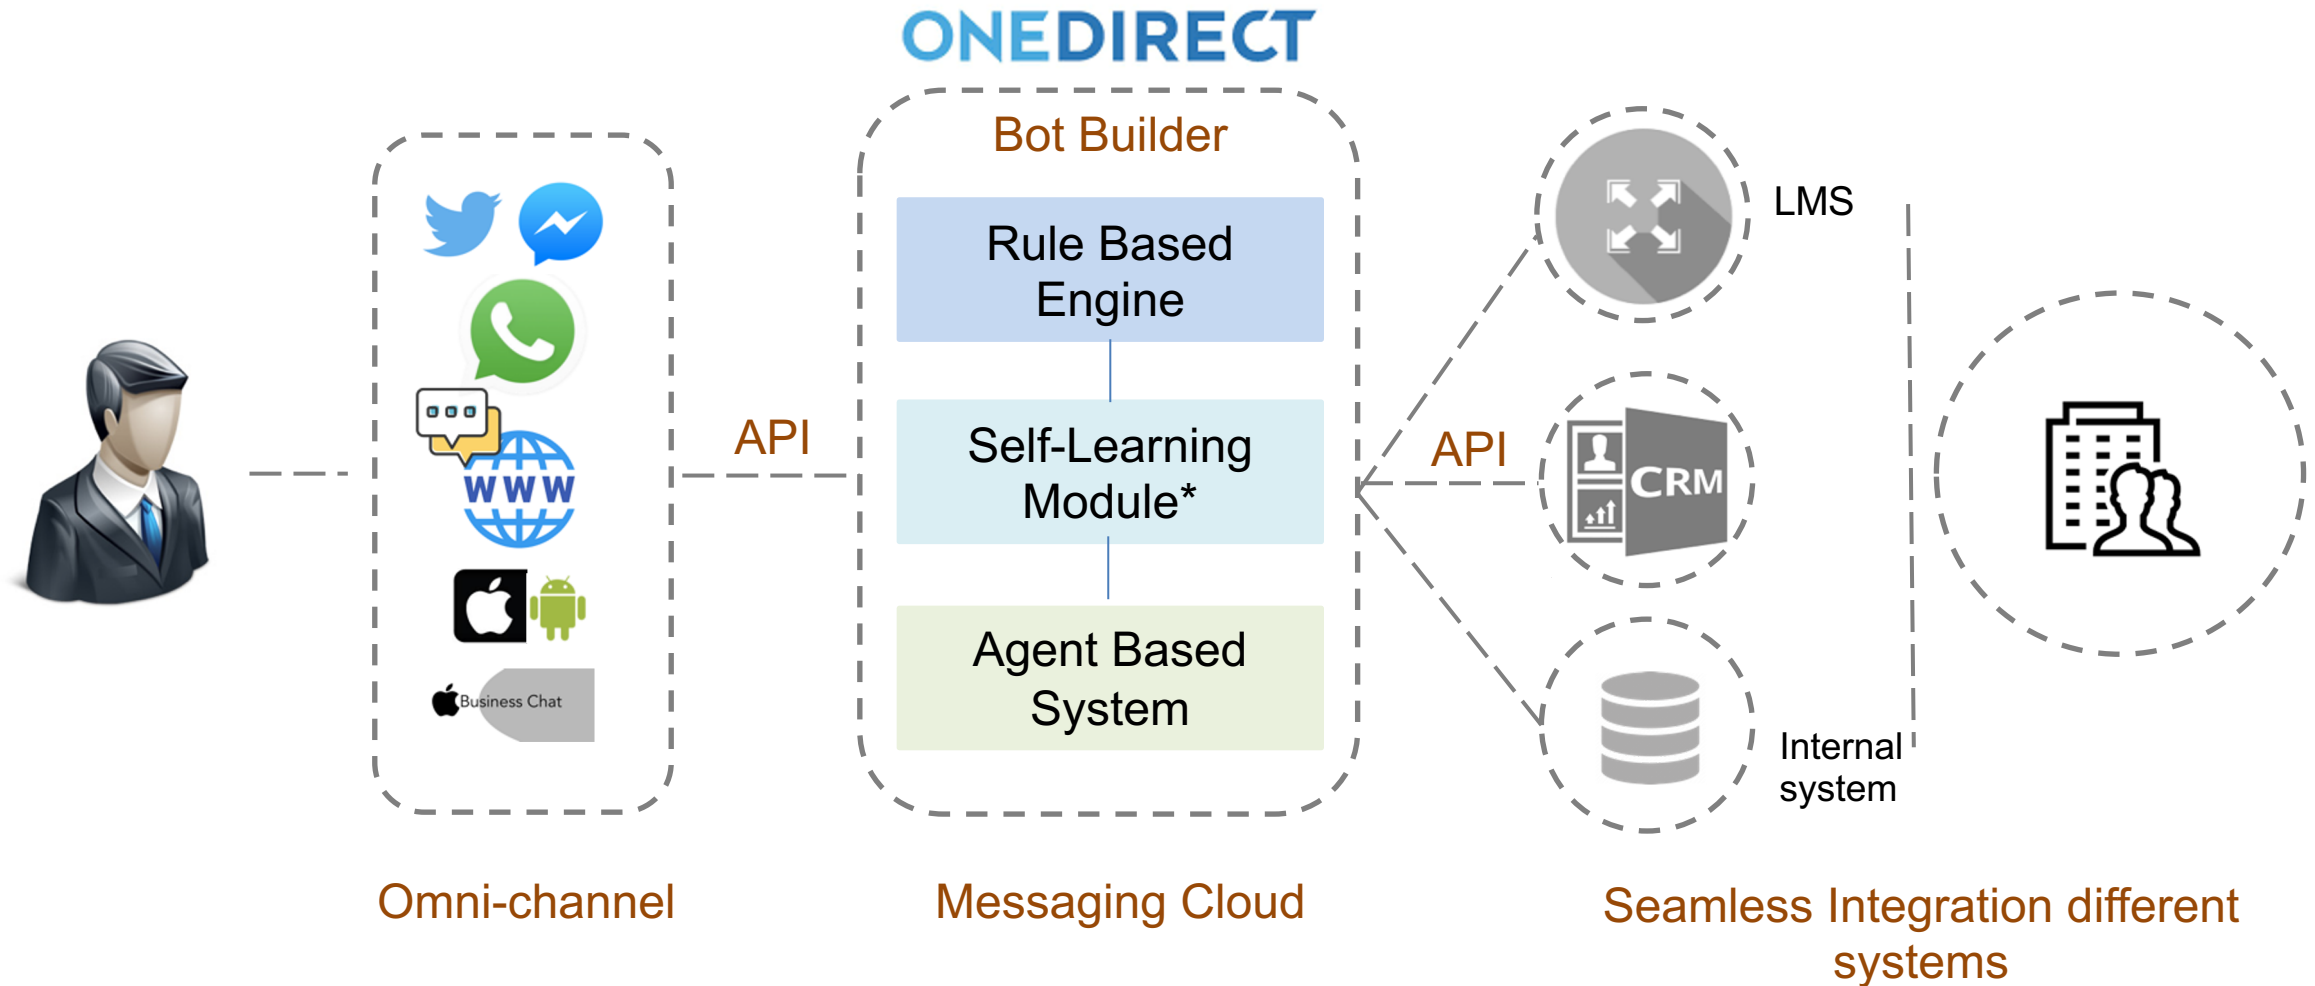 ONEDIRECT
Bot Builder
Rule Based
Engine
Self-Learning
Module*
Agent Based
System
WWW
Business Chat
API
API
LMS
CRM
Internal
system
Omni-channel
Messaging Cloud
Seamless Integration different
systems